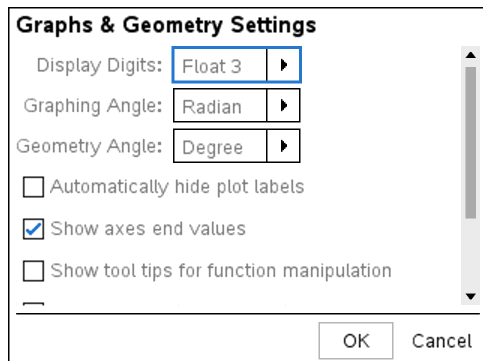 Graphs & Geometry Settings
Display Digits: Float 3
Graphing Angle: Radian
Geometry Angle: Degree
Automatically hide plot labels
Show axes end values
Show tool tips for function manipulation
OK Cancel